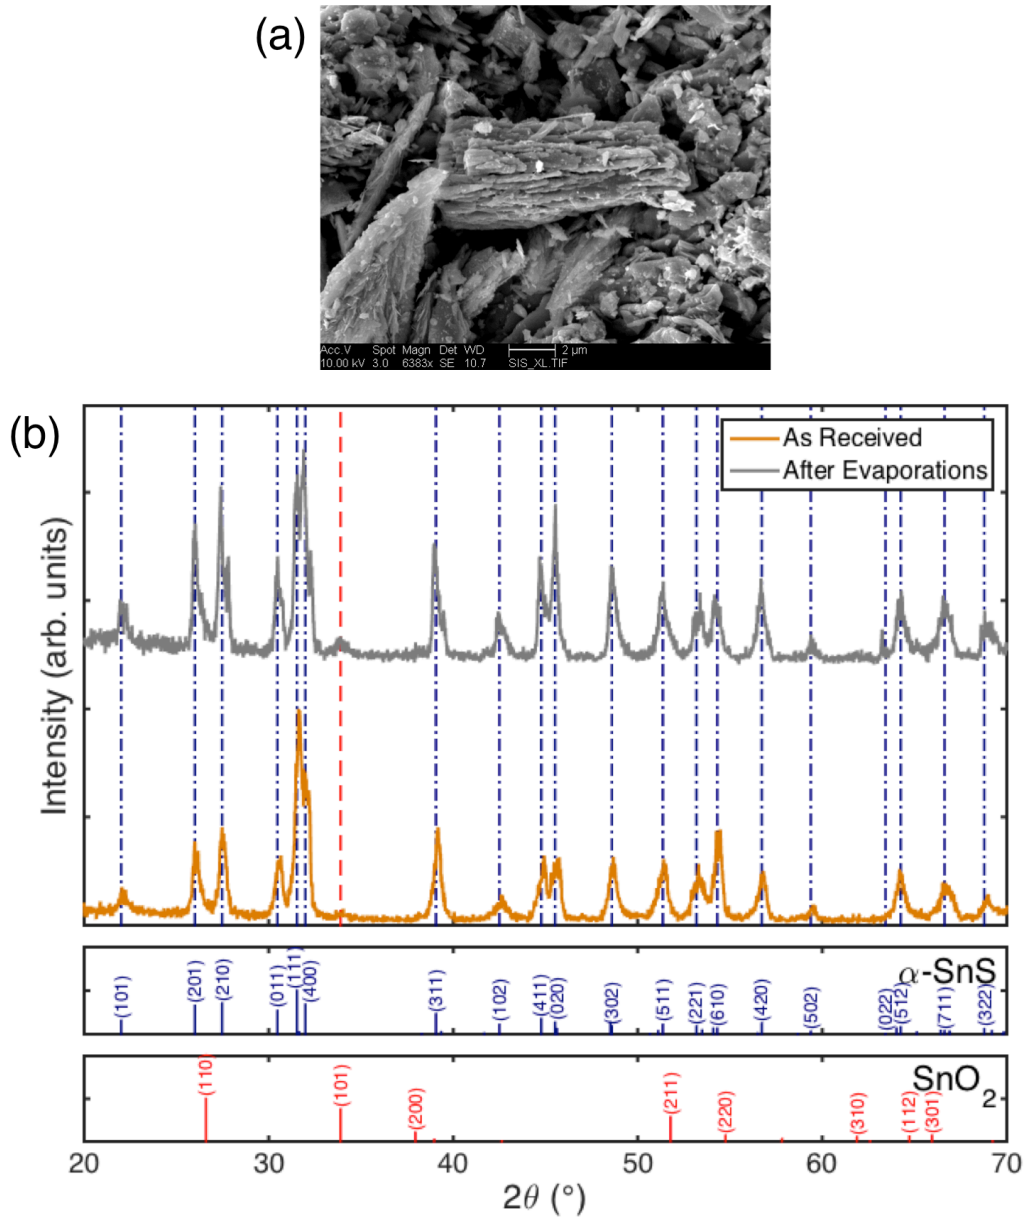 (a)
Acc.V Spot Magn Det WD 2 µm
10.00 kV 3.0 6383x SE 10.7 SIS_XL.TIF
(b)
As Received
After Evaporations
Intensity (arb. units)
α-SnS
(101)
(201)
(210)
(011)
(111)
(400)
(311)
(102)
(411)
(020)
(302)
(511)
(221)
(610)
(420)
(502)
(022)
(512)
(711)
(322)
SnO2
(110)
(101)
(200)
(211)
(220)
(310)
(112)
(301)
20 30 40 50 60 70
2θ (°)